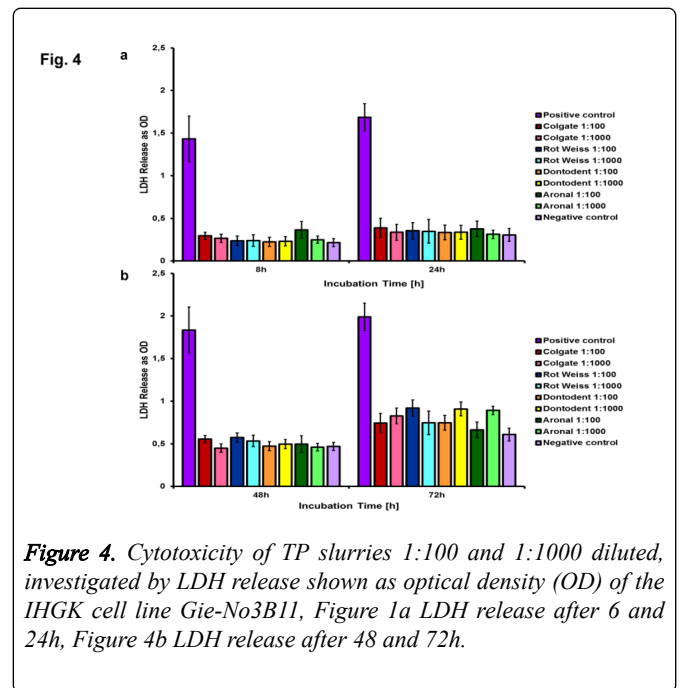 Fig. 4
a
2,5
2
1,5
1
0,5
0
LDH Release as OD
8h
24h
Incubation Time [h]
Positive control
Colgate 1:100
Colgate 1:1000
Rot Weiss 1:100
Rot Weiss 1:1000
Dontodent 1:100
Dontodent 1:1000
Aronal 1:100
Aronal 1:1000
Negative control
b
2,5
2
1,5
1
0,5
0
LDH Release as OD
48h
72h
Incubation Time [h]
Positive control
Colgate 1:100
Colgate 1:1000
Rot Weiss 1:100
Rot Weiss 1:1000
Dontodent 1:100
Dontodent 1:1000
Aronal 1:100
Aronal 1:1000
Negative control
Figure 4. Cytotoxicity of TP slurries 1:100 and 1:1000 diluted,
investigated by LDH release shown as optical density (OD) of the
IHGK cell line Gie-No3B11, Figure 1a LDH release after 6 and
24h, Figure 4b LDH release after 48 and 72h.